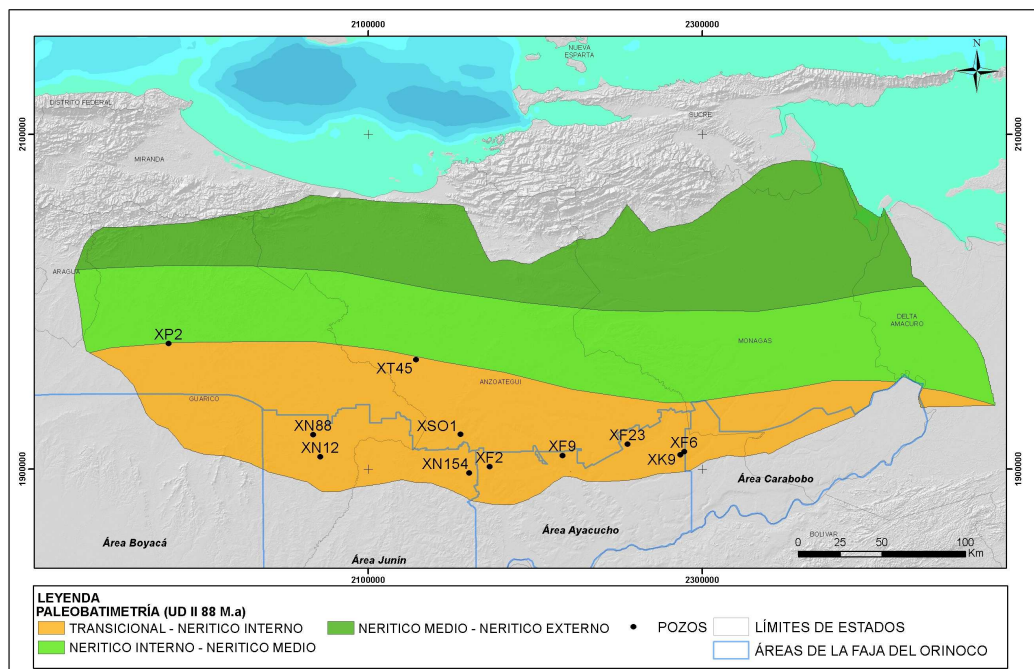 2100000
2300000
NUEVA
ESPARTA
N
DISTRITO FEDERAL
SUCRE
2100000
2100000
MIRANDA
ARAGUA
DELTA
AMACURO
XP2
MONAGAS
XT45
ANZOATEGUI
GUARICO
XN88
XSO1
XF23
XF6
XN12
XF9
XN154
XF2
XK9
1900000
1900000
Área Carabobo
Área Boyacá
Área Ayacucho
BOLIVAR
Área Junín
0 25 50 100
Km
2100000
2300000
LEYENDA
PALEOBATIMETRÍA (UD II 88 M.a)
TRANSICIONAL - NERITICO INTERNO
NERITICO MEDIO - NERITICO EXTERNO
POZOS
LÍMITES DE ESTADOS
NERITICO INTERNO - NERITICO MEDIO
ÁREAS DE LA FAJA DEL ORINOCO